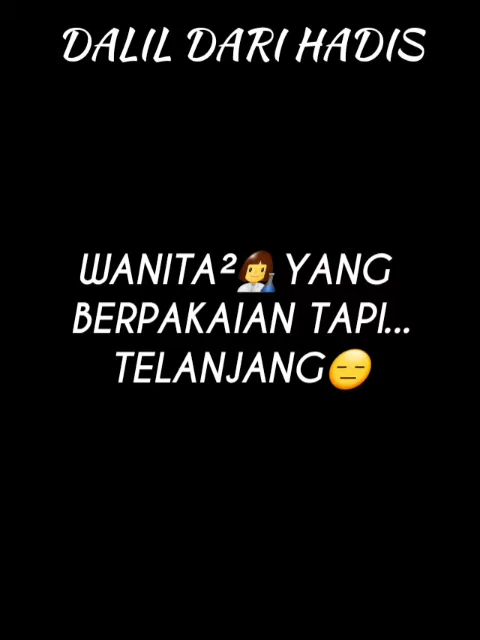 DALIL DARI HADIS
WANITA²👩‍🔬YANG
BERPAKAIAN TAPI...
TELANJANG😑